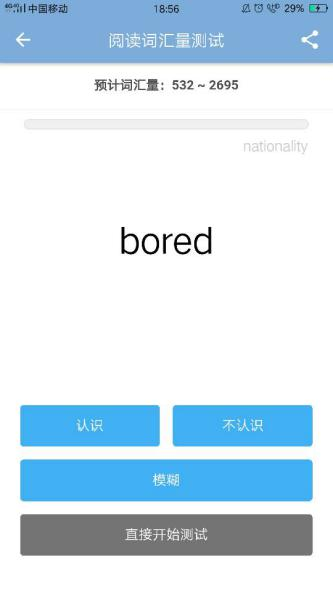 中国移动 18:56 29%
阅读词汇量测试
预计词汇量：532 ~ 2695
nationality
bored
认识 不认识
模糊
直接开始测试